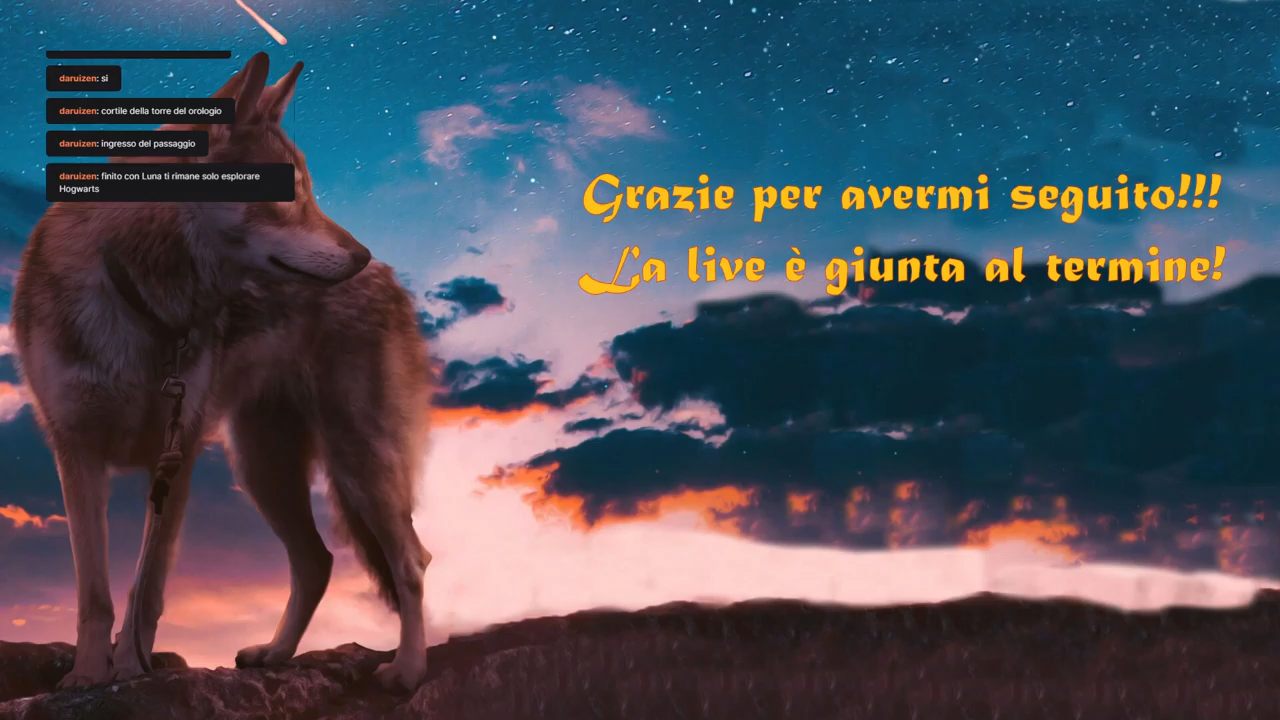 daruizen: si
daruizen: cortile della torre del orologio
daruizen: ingresso del passaggio
daruizen: finito con Luna ti rimane solo esplorare
Hogwarts
Grazie per avermi seguito!!!
La live è giunta al termine!